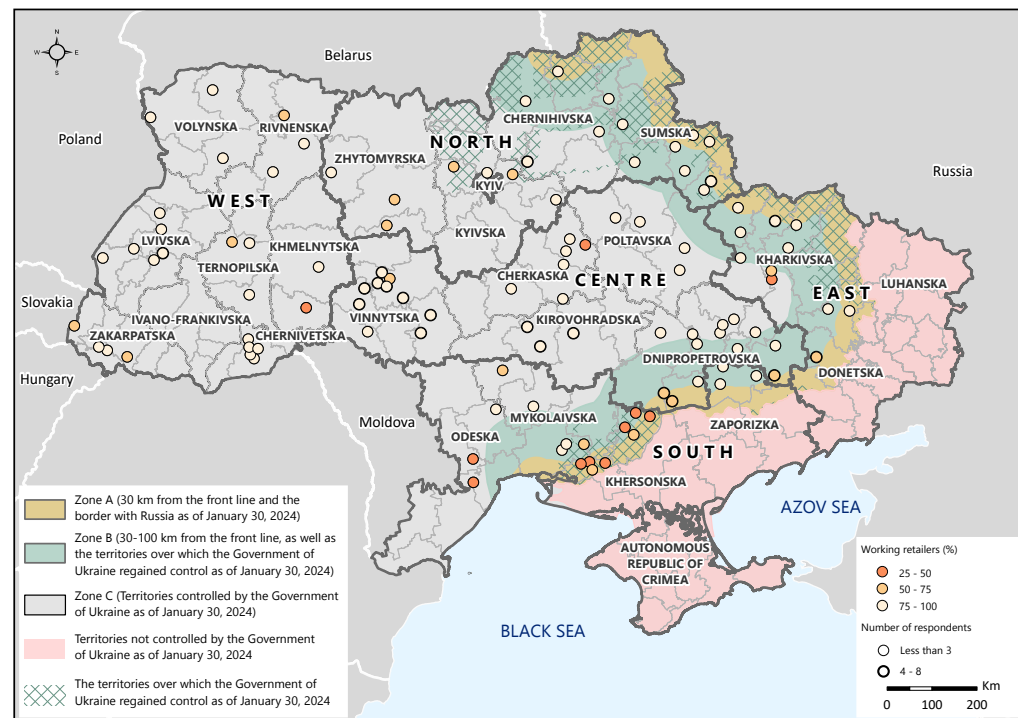 N
W E
S
Belarus
Poland
Russia
Slovakia
Hungary
Moldova
VOLYNSKA
RIVNENSKA
ZHYTOMYRSKA
NORTH
CHERNIHIVSKA
SUMSKA
KYIV
WEST
LVIVSKA
KHMELNYTSKA
TERNOPILSKA
KYIVSKA
POLTAVSKA
CHERKASKA
CENTRE
KHARKIVSKA
EAST
LUHANSKA
IVANO-FRANKIVSKA
ZAKARPATSKA
CHERNIVETSKA
VINNYTSKA
KIROVOHRADSKA
DNIPROPETROVSKA
DONETSKA
MYKOLAIVSKA
ODESKA
ZAPORIZKA
SOUTH
KHERSONSKA
AZOV SEA
AUTONOMOUS
REPUBLIC OF
CRIMEA
BLACK SEA
Zone A (30 km from the front line and the
border with Russia as of January 30, 2024)
Zone B (30-100 km from the front line, as well as
the territories over which the Government of
Ukraine regained control as of January 30, 2024)
Zone C (Territories controlled by the Government
of Ukraine as of January 30, 2024)
Territories not controlled by the Government
of Ukraine as of January 30, 2024
The territories over which the Government of
Ukraine regained control as of January 30, 2024
Working retailers (%)
25 - 50
50 - 75
75 - 100
Number of respondents
Less than 3
4 - 8
Km
0 100 200